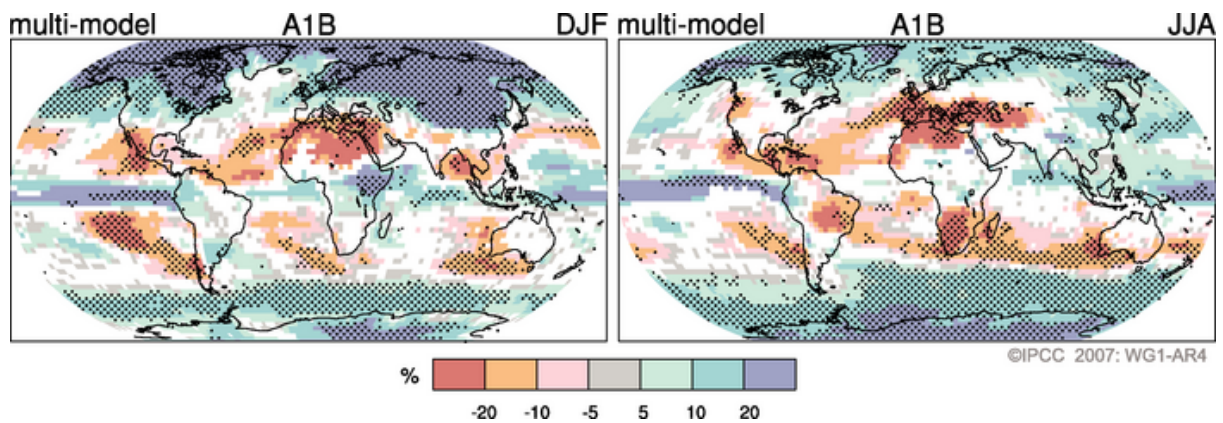 multi-model A1B DJF
multi-model A1B JJA
©IPCC 2007: WG1-AR4
%
-20 -10 -5 5 10 20